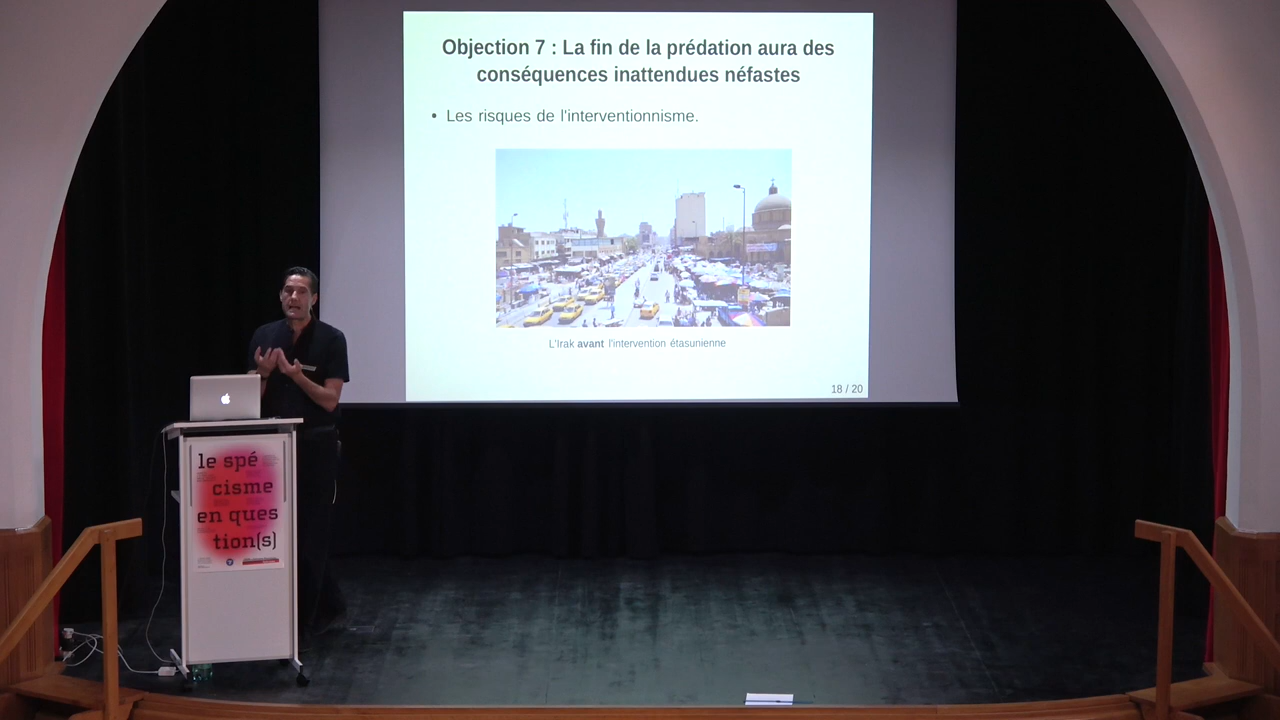 Objection 7 : La fin de la prédation aura des
conséquences inattendues néfastes
• Les risques de l'interventionnisme.
L'Irak avant l'intervention étasunienne
18 / 20
le spé
cisme
en ques
tion(s)